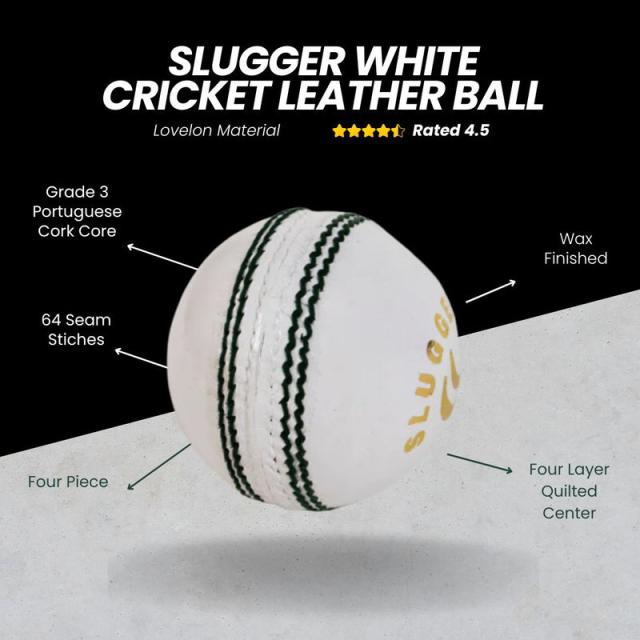 SLUGGER WHITE
CRICKET LEATHER BALL
Lovelon Material
Rated 4.5
Grade 3
Portuguese
Cork Core
Wax
Finished
64 Seam
Stiches
SLUGGE
Four Piece
Four Layer
Quilted
Center